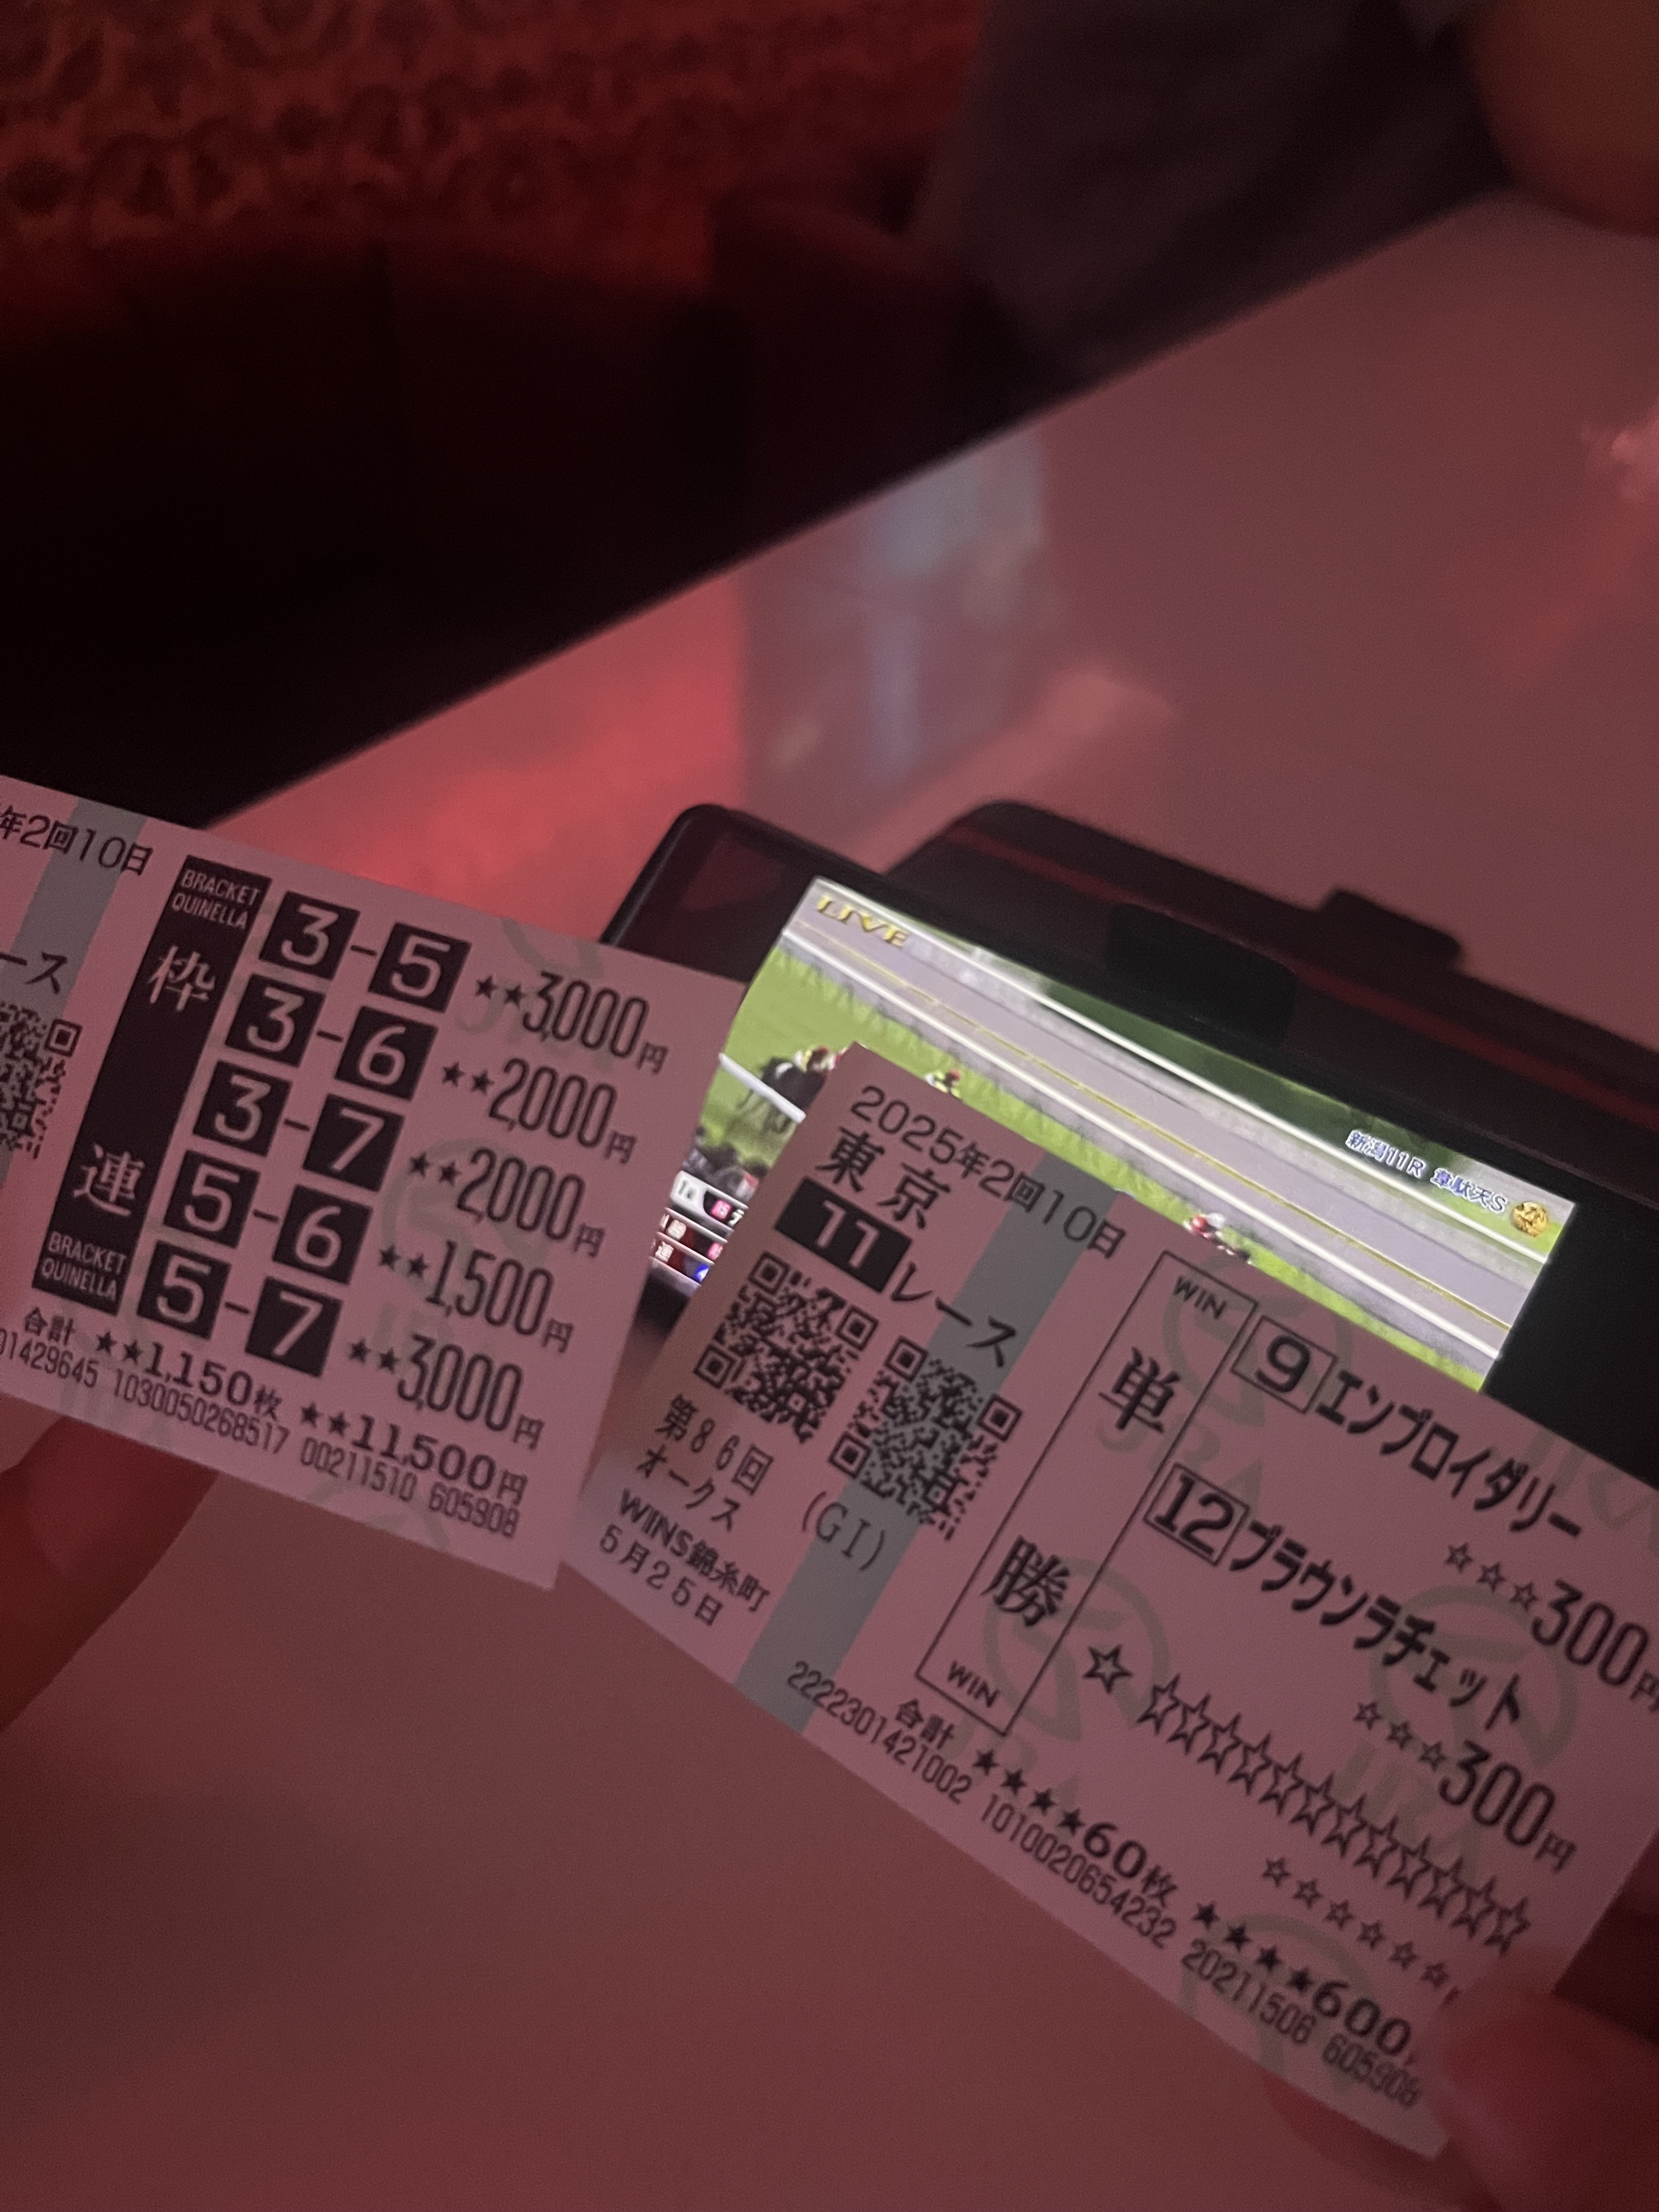 年2回10日
ース
BRACKET
QUINELLA
枠
連
BRACKET
QUINELLA
3-5 ★★3,000円
3-6 ★★2,000円
3-7 ★★2,000円
5-6 ★★1,500円
5-7 ★★3,000円
合計 ★★1,150枚 ★★11,500円
01429645 1030050268517 00211510 605908
LIVE
新潟11R 韋駄天S
2025年2回10日
東京
11レース
第86回
オークス (GI)
WINS錦糸町
5月25日
WIN
単
勝
WIN
9 エンブロイダリー
☆☆☆300円
12 ブラウンラチェット
☆☆☆300円
☆☆☆☆☆☆☆☆☆☆☆☆
☆☆☆☆☆☆☆
合計 ★★★★60枚 ★★★★600
2222301421002 1010020654232 20211506 605908
JRA